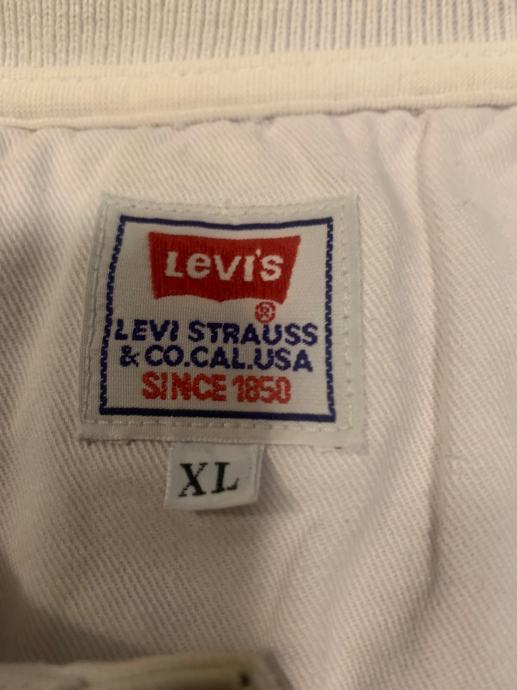 Levi's
®
LEVI STRAUSS
& CO.CAL.USA
SINCE 1850
XL